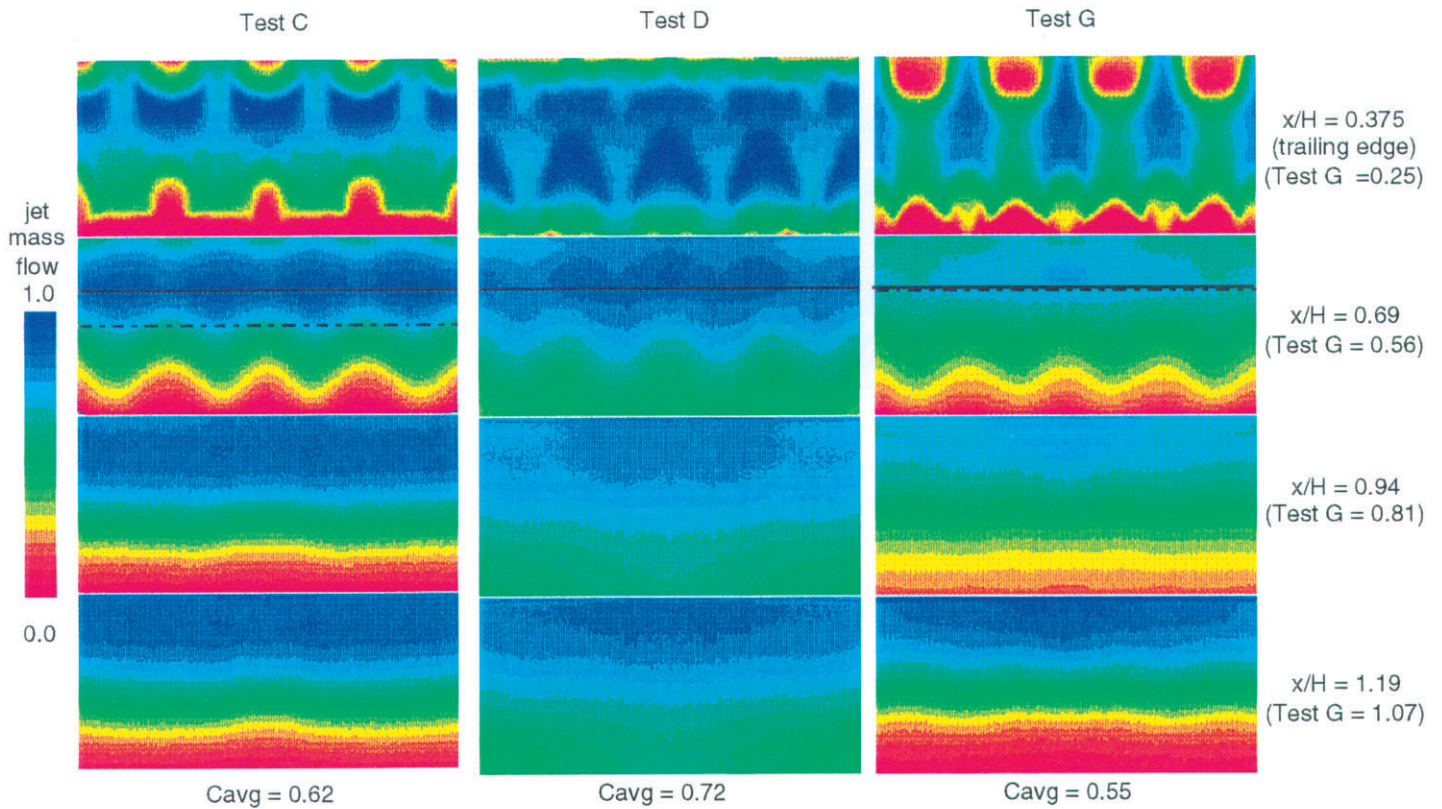 Test C
Test D
Test G
x/H = 0.375
(trailing edge)
(Test G =0.25)
jet
mass
flow
1.0
x/H = 0.69
(Test G = 0.56)
x/H = 0.94
(Test G = 0.81)
0.0
x/H = 1.19
(Test G = 1.07)
Cavg = 0.62
Cavg = 0.72
Cavg = 0.55